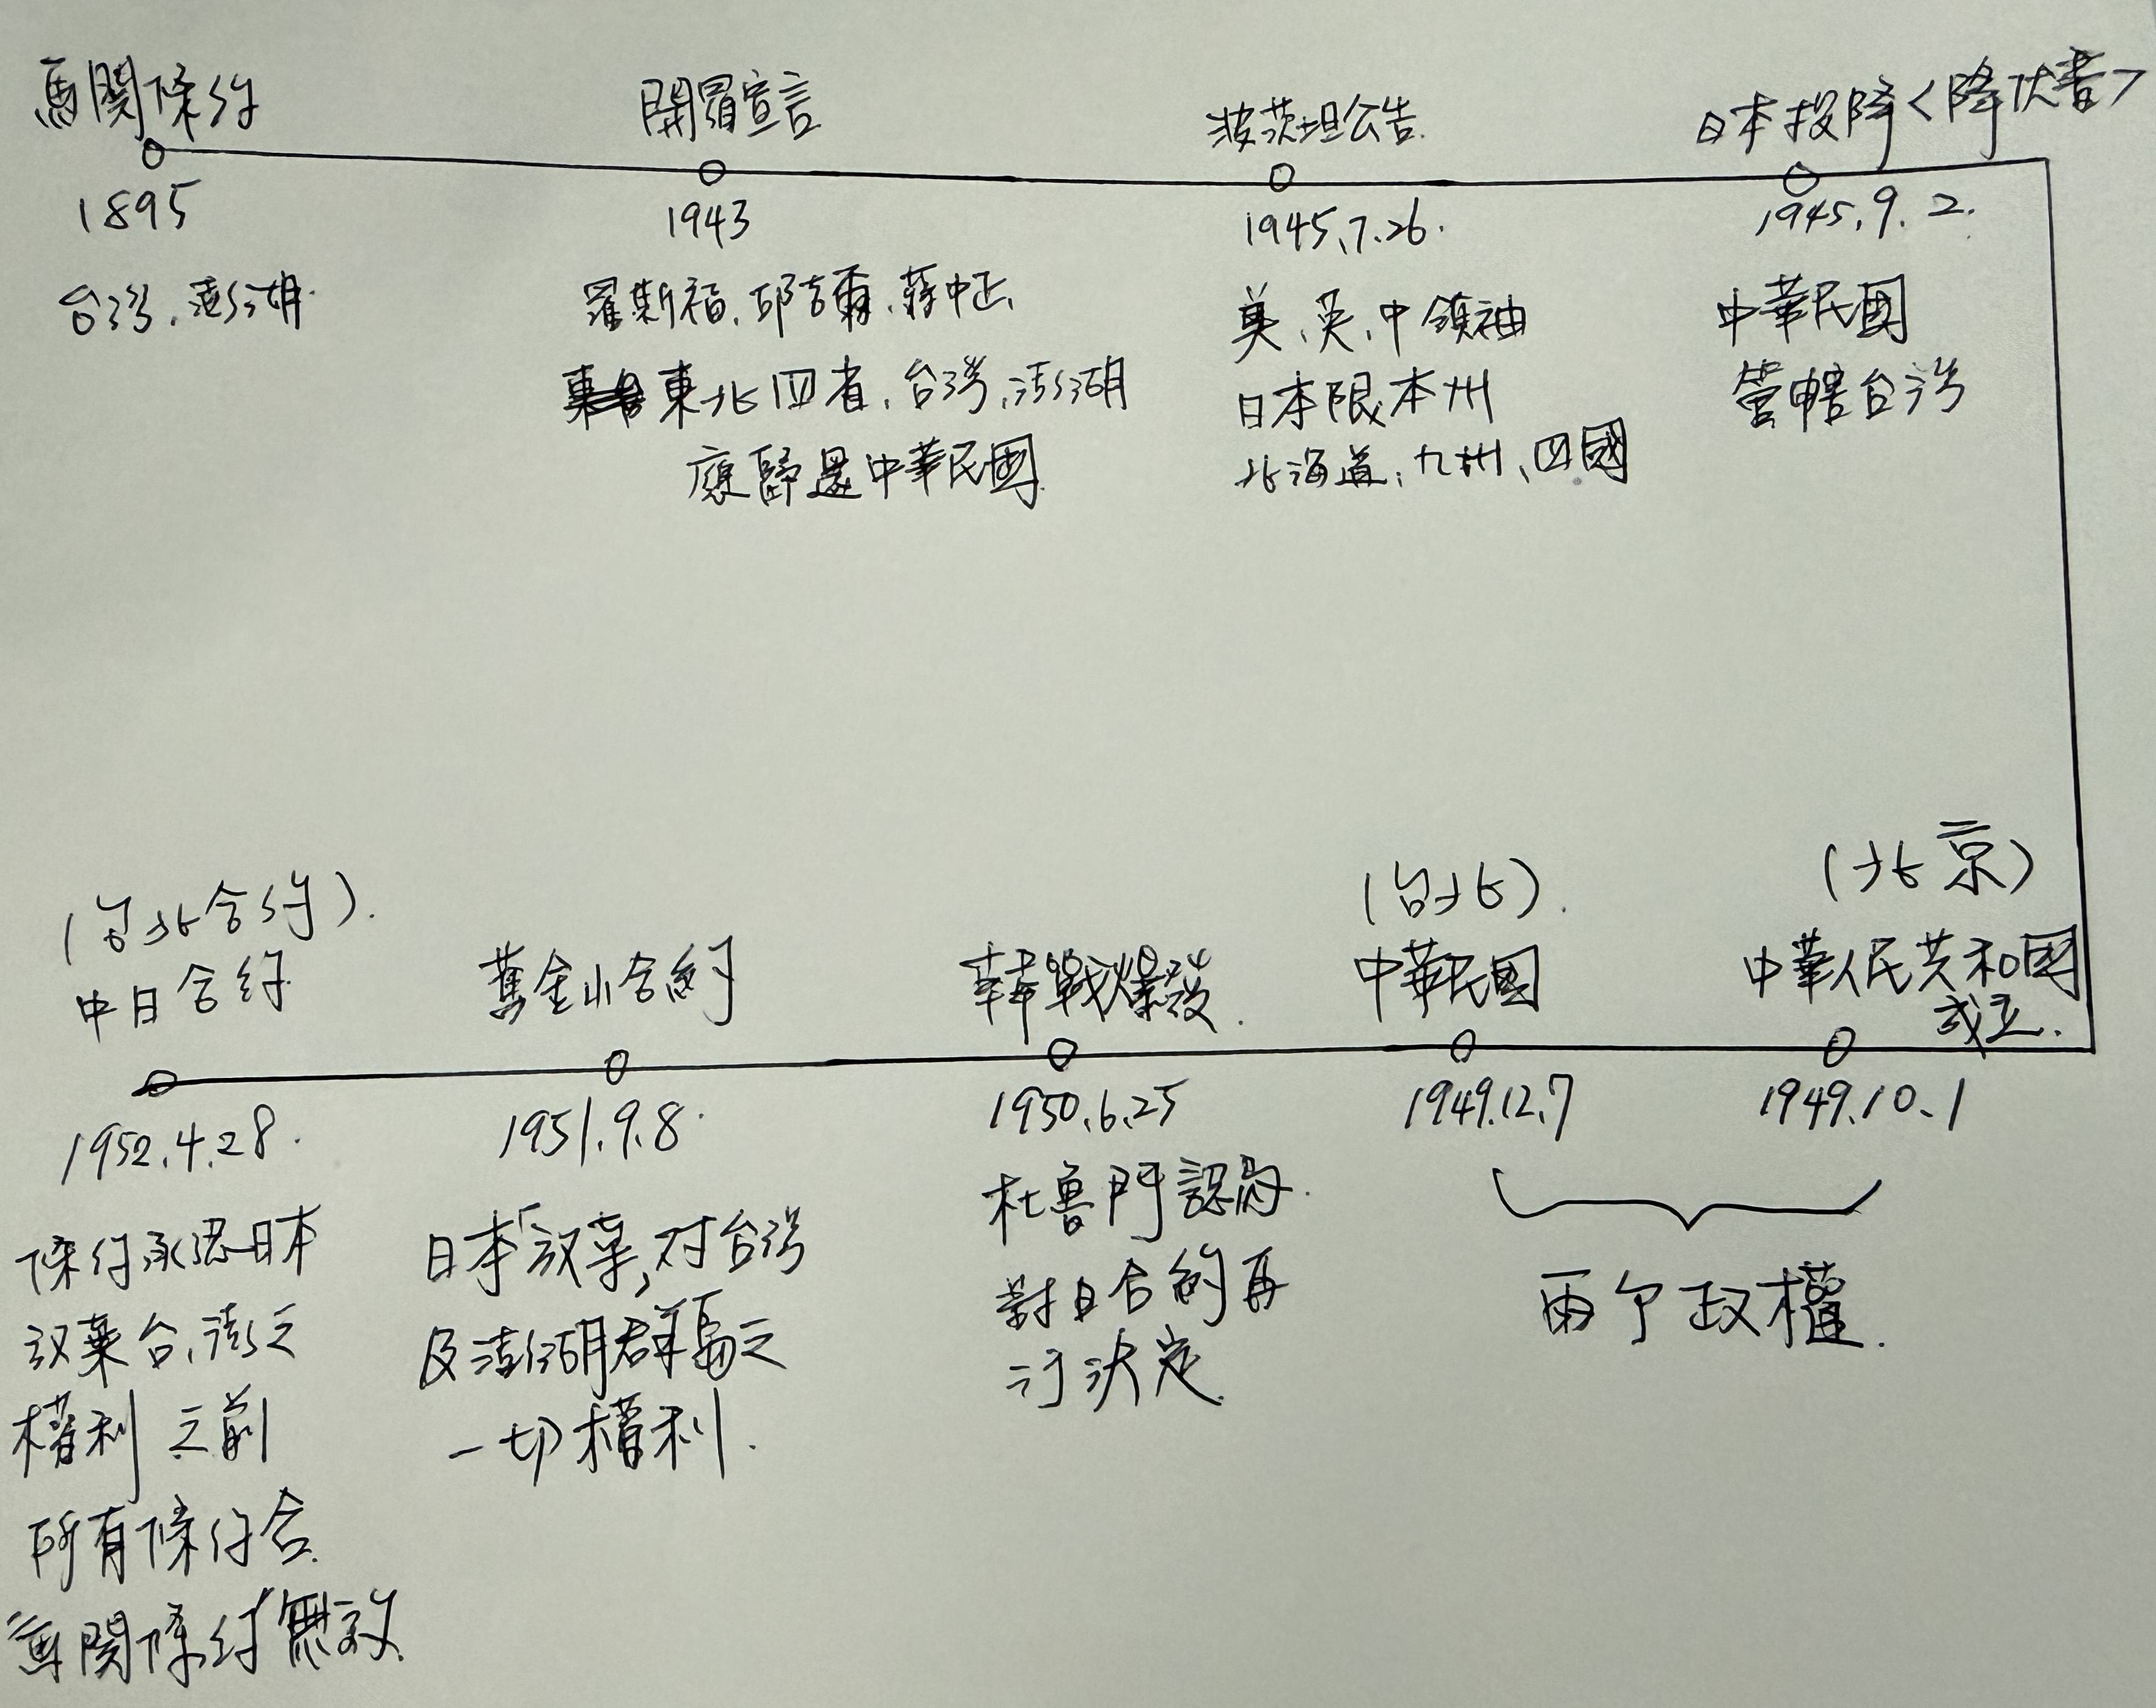 馬關條約
1895
台灣、澎湖
開羅宣言
1943
羅斯福、邱吉爾、蔣中正、
東北四省、台灣、澎湖
應歸還中華民國
波茨坦公告
1945.7.26.
美、英、中領袖
日本限本州
北海道、九州、四國
日本投降<降伏書>
1945.9.2.
中華民國
管轄台灣
(北京)
中華人民共和國
成立.
1949.10.1
(台北).
中華民國
1949.12.7
兩个政權.
韓戰爆發.
1950.6.25
杜魯門認為.
對日合約再
決定
舊金山合約
1951.9.8.
日本「放棄」对台灣
及澎湖群島之
一切權利.
(台北合約).
中日合約
1952.4.28.
條約承認日本
放棄台、澎之
權利 之前
所有條約含
馬關條約「無效